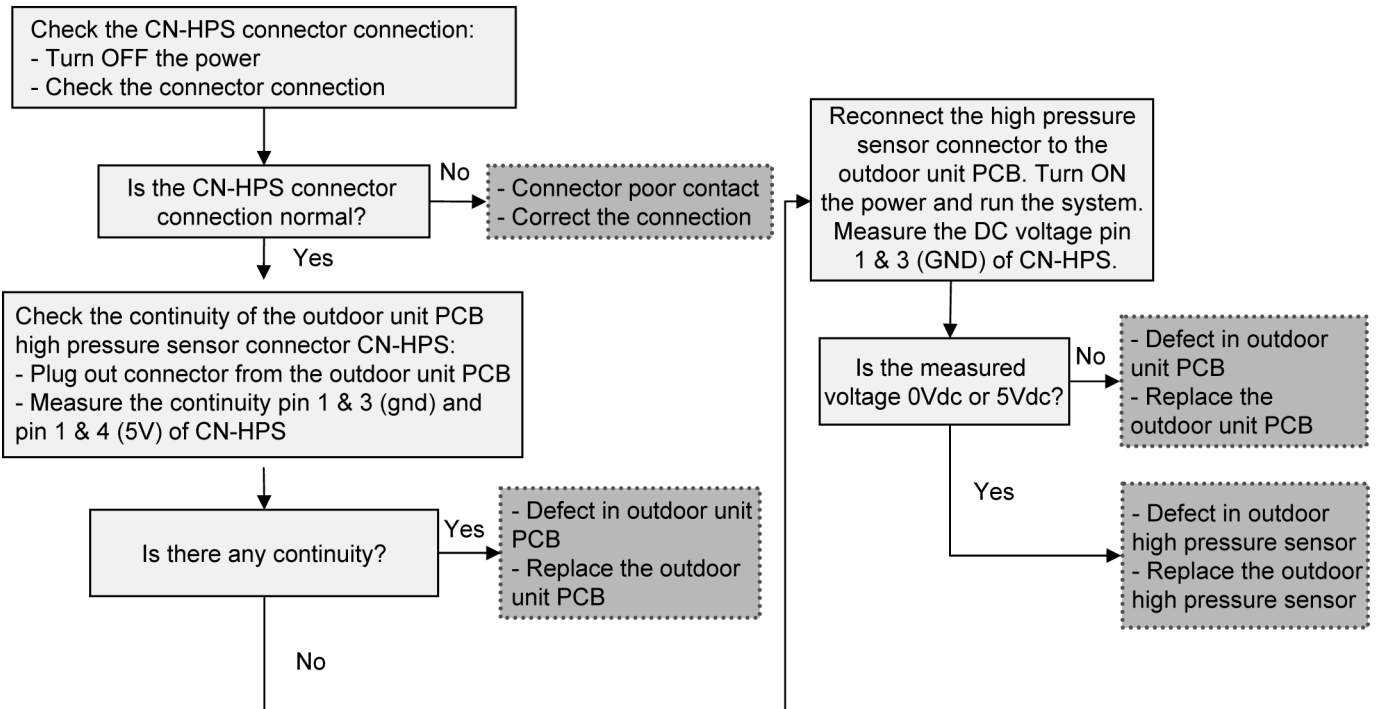 Check the CN-HPS connector connection:
- Turn OFF the power
- Check the connector connection
Is the CN-HPS connector
connection normal?
No
- Connector poor contact
- Correct the connection
Yes
Check the continuity of the outdoor unit PCB
high pressure sensor connector CN-HPS:
- Plug out connector from the outdoor unit PCB
- Measure the continuity pin 1 & 3 (gnd) and
pin 1 & 4 (5V) of CN-HPS
Is there any continuity?
Yes
- Defect in outdoor unit
PCB
- Replace the outdoor
unit PCB
No
Reconnect the high pressure
sensor connector to the
outdoor unit PCB. Turn ON
the power and run the system.
Measure the DC voltage pin
1 & 3 (GND) of CN-HPS.
Is the measured
voltage 0Vdc or 5Vdc?
No
- Defect in outdoor
unit PCB
- Replace the
outdoor unit PCB
Yes
- Defect in outdoor
high pressure sensor
- Replace the outdoor
high pressure sensor